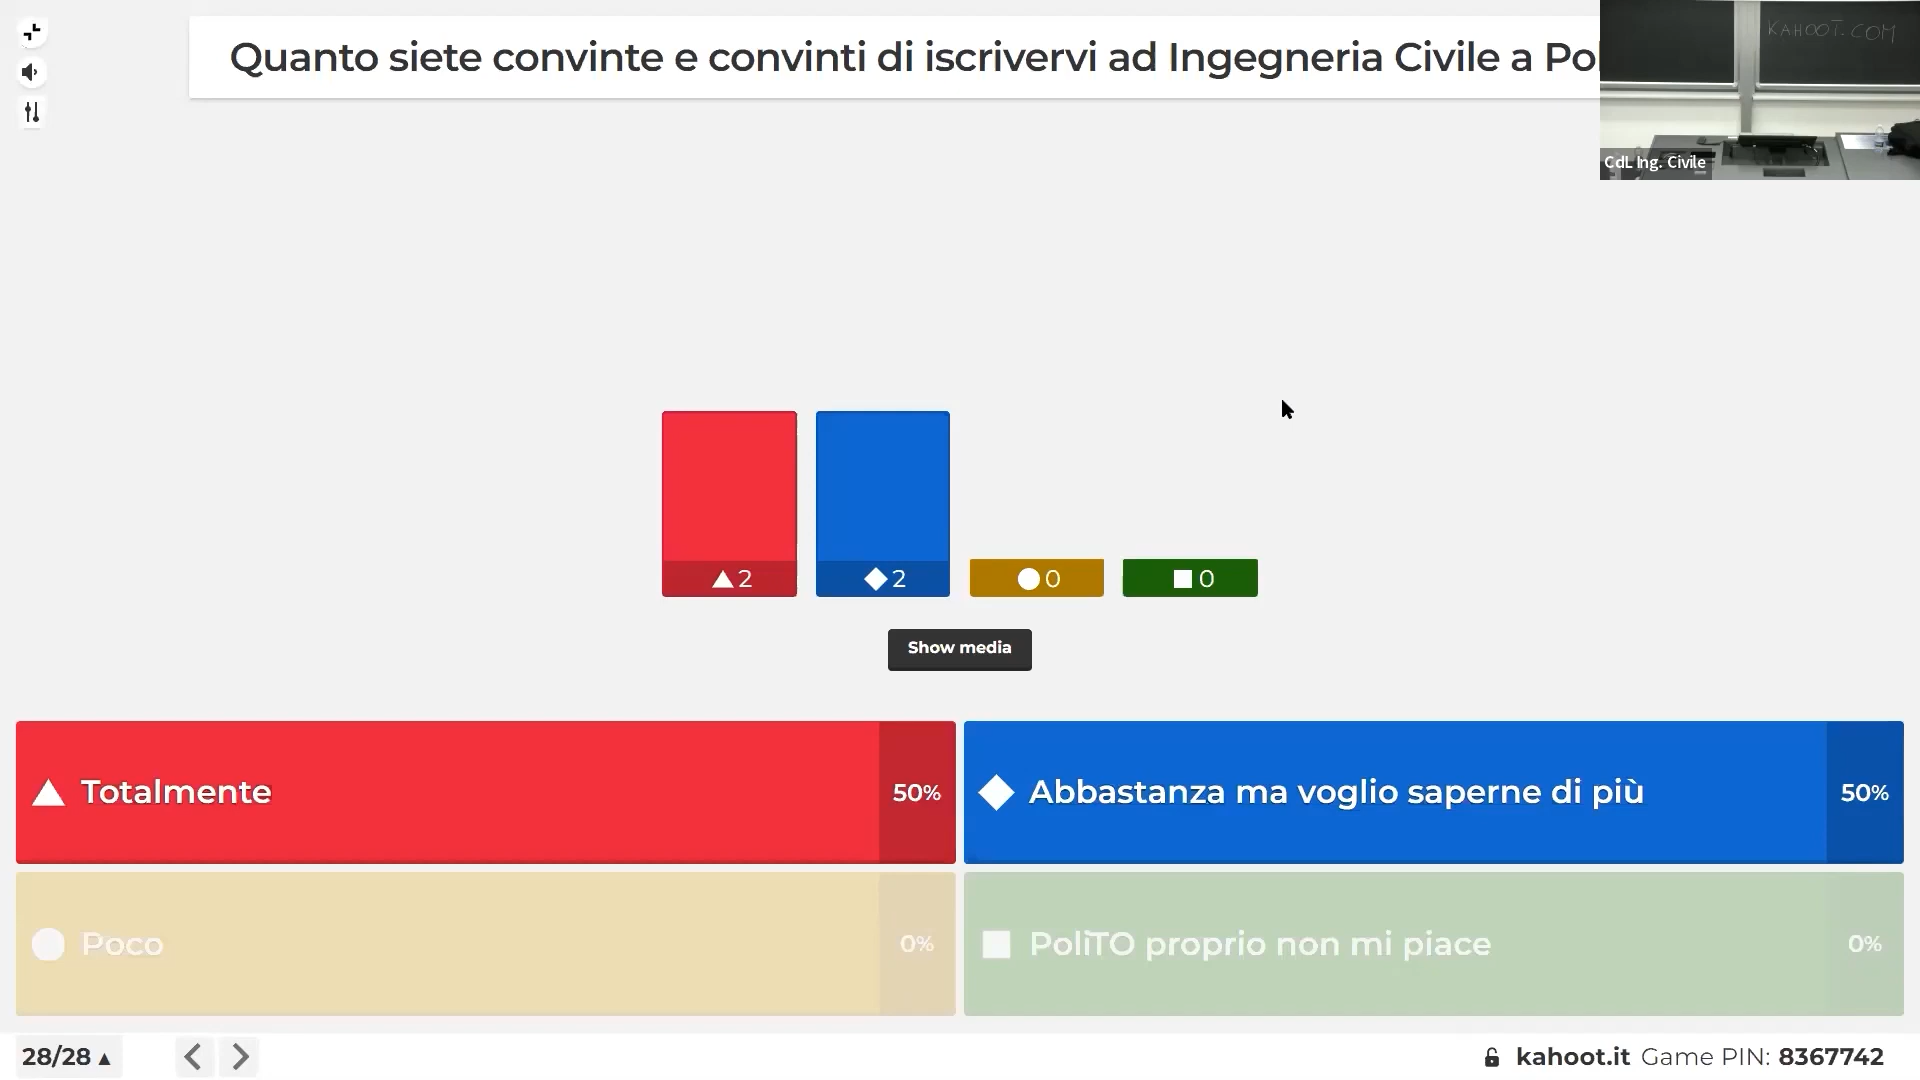 Quanto siete convinte e convinti di iscrivervi ad Ingegneria Civile a Pol
KAHOOT.COM
CdL Ing. Civile
2
2
0
0
Show media
Totalmente
50%
Abbastanza ma voglio saperne di più
50%
Poco
0%
PoliTO proprio non mi piace
0%
28/28
kahoot.it Game PIN: 8367742